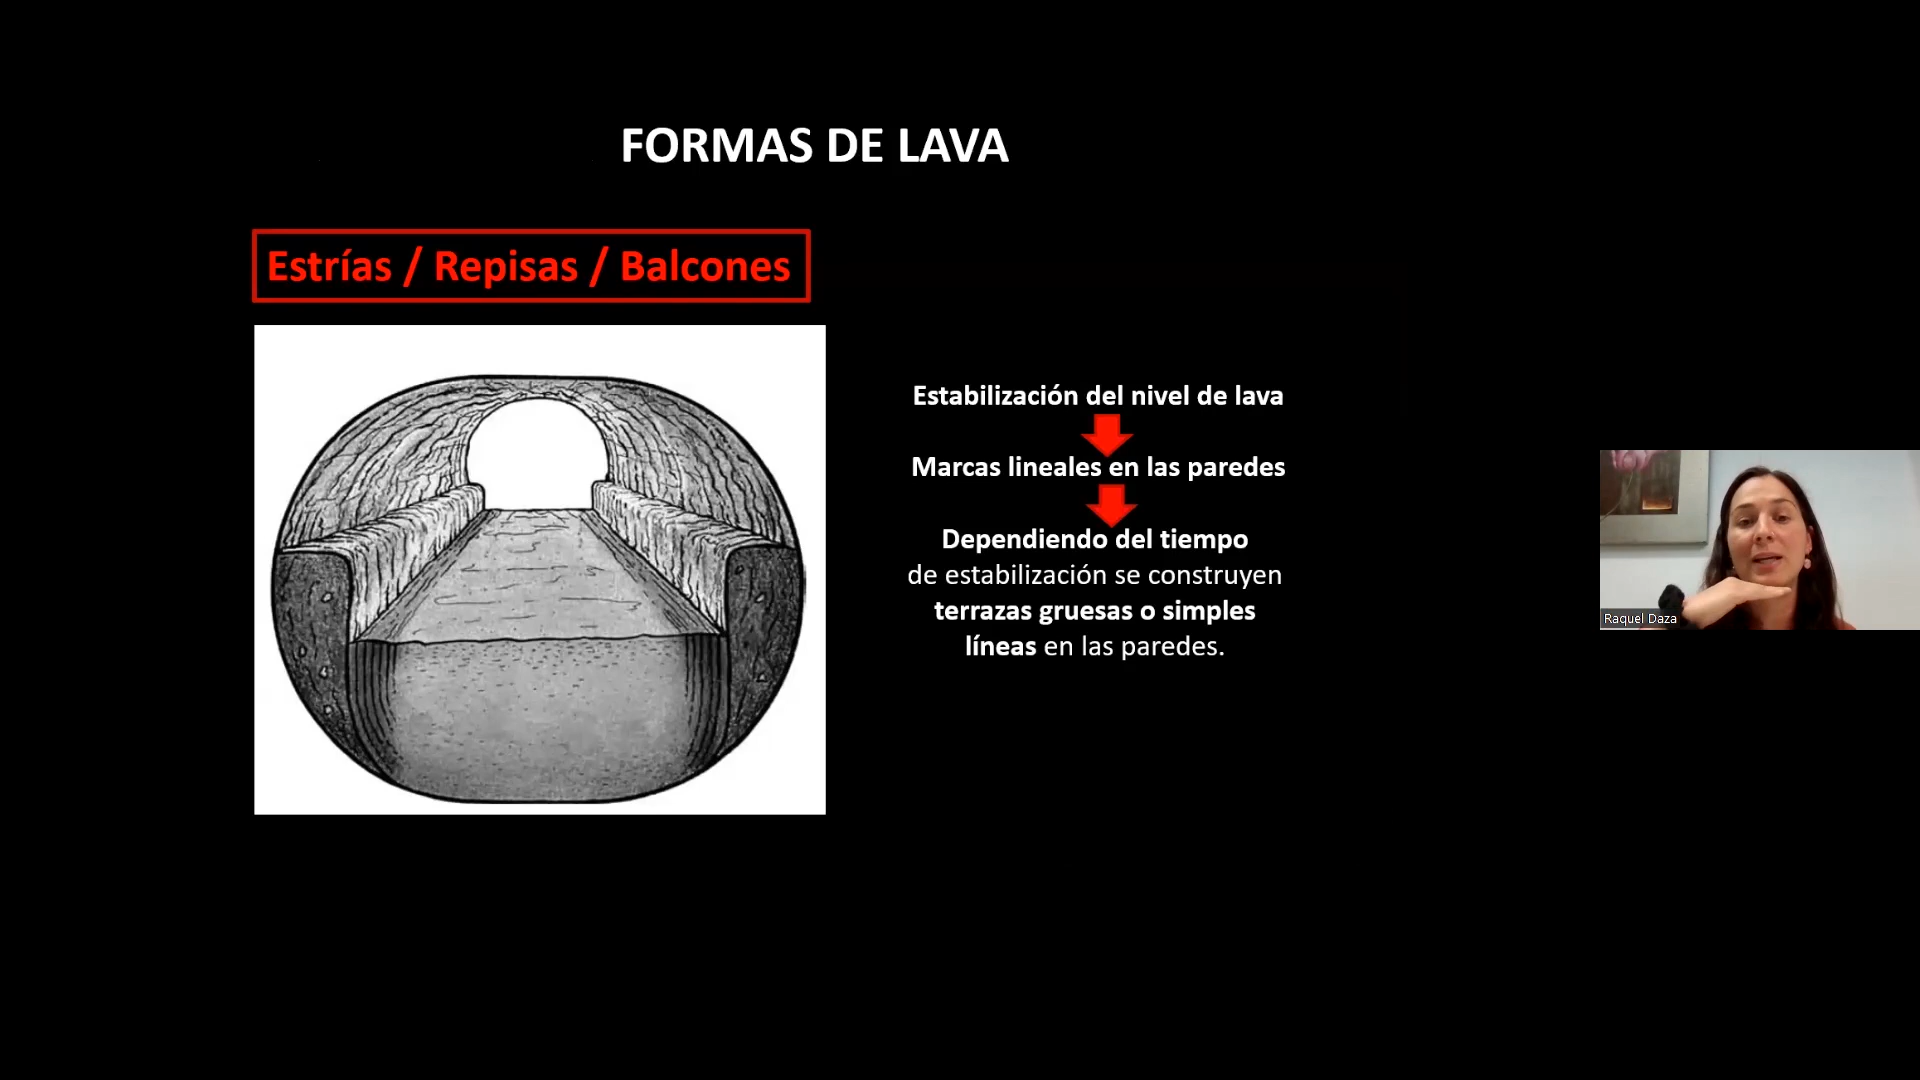 FORMAS DE LAVA
Estrías / Repisas / Balcones
Estabilización del nivel de lava
Marcas lineales en las paredes
Dependiendo del tiempo
de estabilización se construyen
terrazas gruesas o simples
líneas en las paredes.
Raquel Daza